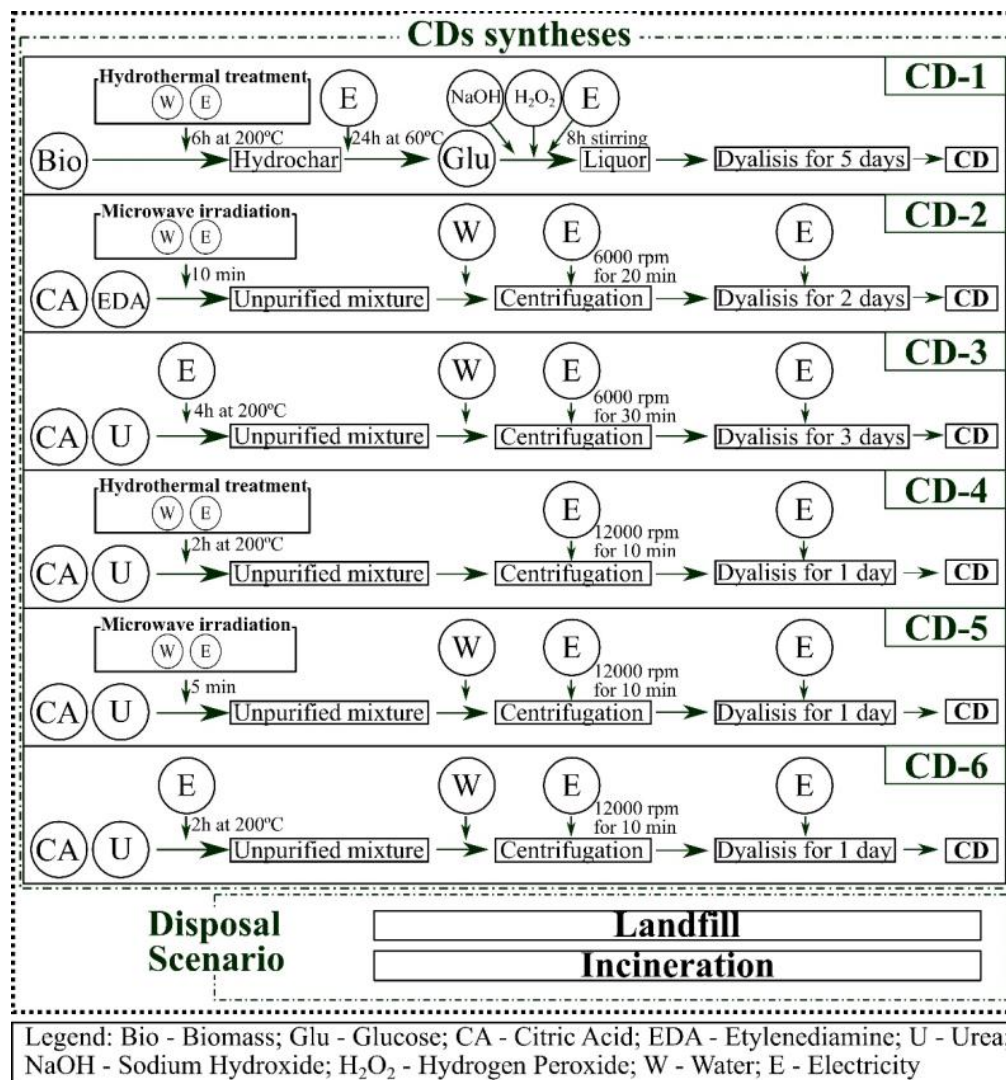 CDs syntheses
CD-1
Hydrothermal treatment
W E
E
NaOH H₂O₂ E
6h at 200ºC
24h at 60ºC
8h stirring
Bio Hydrochar Glu Liquor Dyalisis for 5 days CD
CD-2
Microwave irradiation
W E
W E E
10 min
6000 rpm
for 20 min
CA EDA Unpurified mixture Centrifugation Dyalisis for 2 days CD
CD-3
E W E E
4h at 200ºC
6000 rpm
for 30 min
CA U Unpurified mixture Centrifugation Dyalisis for 3 days CD
CD-4
Hydrothermal treatment
W E
E E
2h at 200ºC
12000 rpm
for 10 min
CA U Unpurified mixture Centrifugation Dyalisis for 1 day CD
CD-5
Microwave irradiation
W E
W E E
5 min
12000 rpm
for 10 min
CA U Unpurified mixture Centrifugation Dyalisis for 1 day CD
CD-6
E W E E
2h at 200ºC
12000 rpm
for 10 min
CA U Unpurified mixture Centrifugation Dyalisis for 1 day CD
Disposal
Scenario
Landfill
Incineration
Legend: Bio - Biomass; Glu - Glucose; CA - Citric Acid; EDA - Etylenediamine; U - Urea;
NaOH - Sodium Hydroxide; H₂O₂ - Hydrogen Peroxide; W - Water; E - Electricity